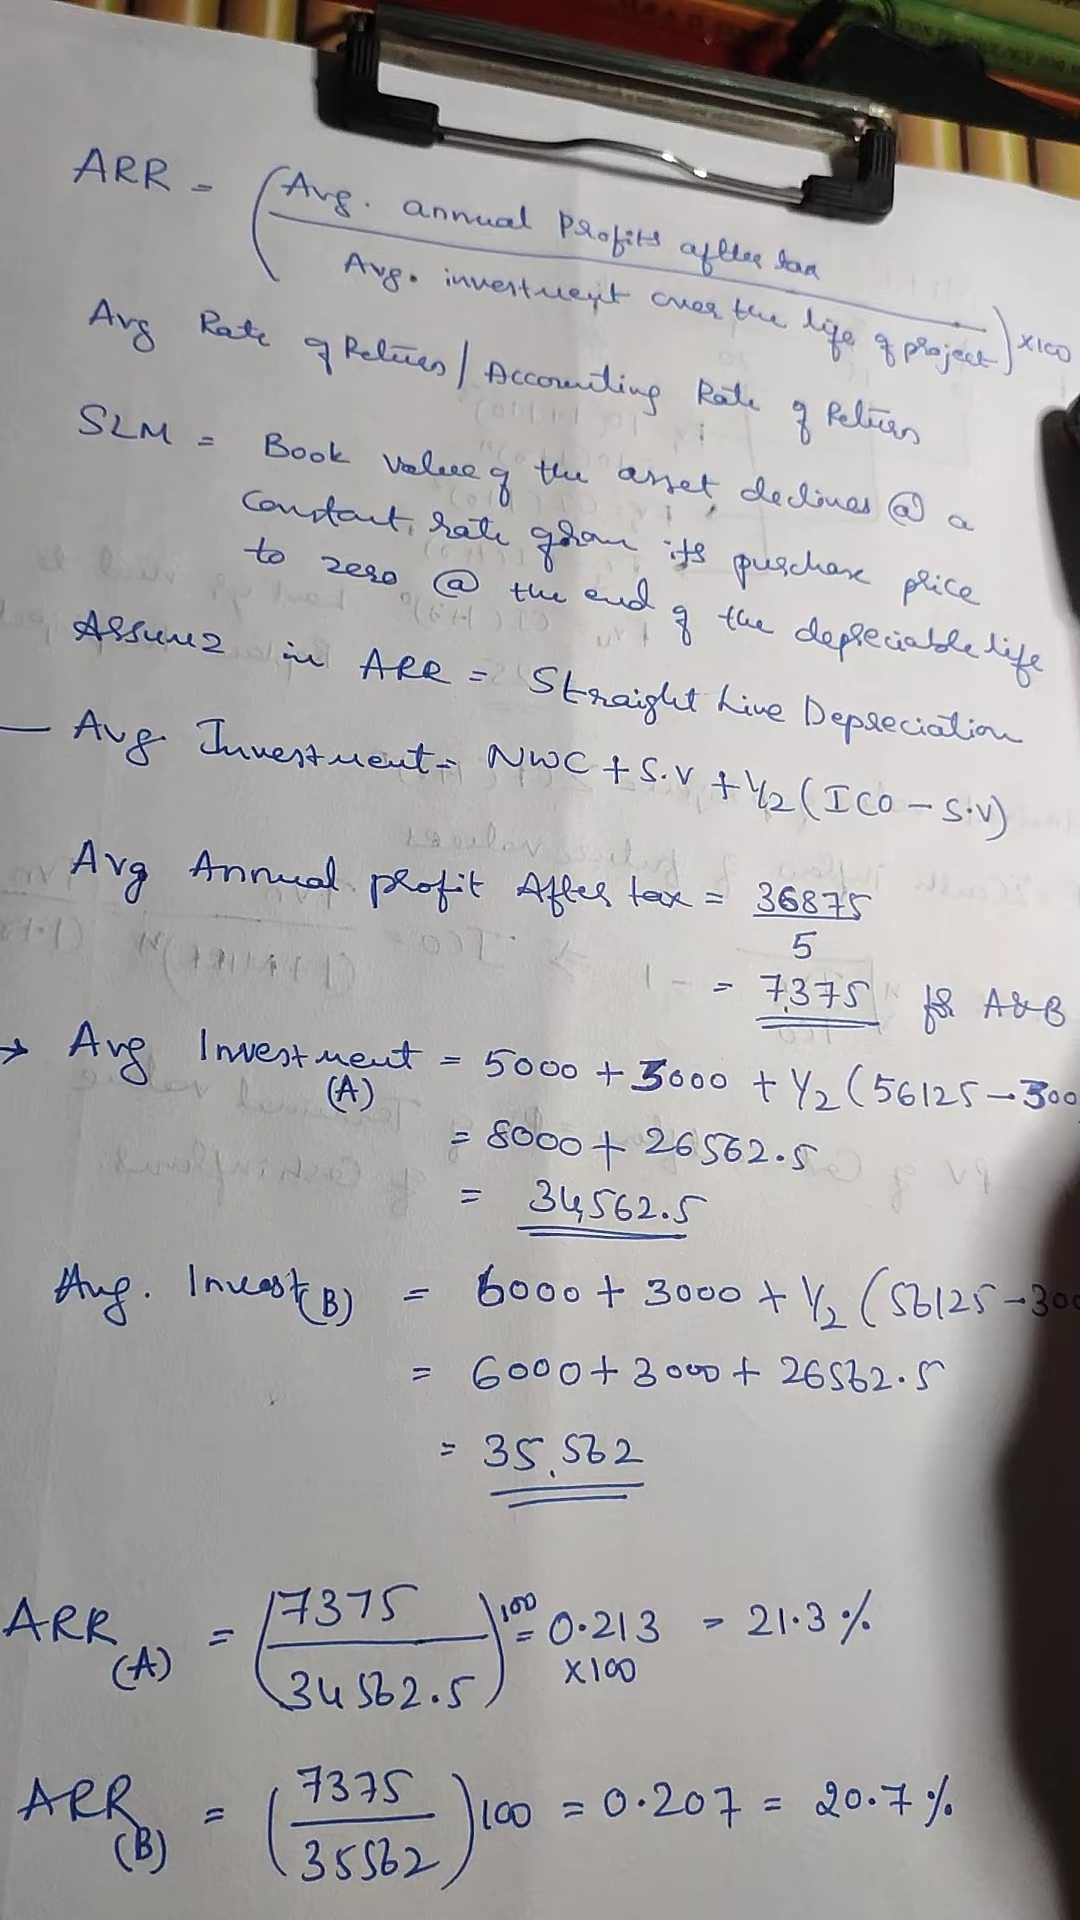 ARR = (Avg. annual profits after tax
Avg. investment over the life of project) x100
Avg Rate of Return / Accounting Rate of Return
SLM = Book value of the asset declines @ a
constant rate from its purchase price
to zero @ the end of the depreciable life
Assume in ARR = Straight Line Depreciation
— Avg Investment = NWC + S.V + 1/2 (ICO - S.V)
Avg Annual profit After tax = 36875
5
= 7375 for A&B
→ Avg Investment = 5000 + 3000 + 1/2 (56125 - 300
(A)
= 8000 + 26562.5
= 34,562.5
Avg. Invest (B) = 6000 + 3000 + 1/2 (56125 - 300
= 6000 + 3000 + 26562.5
= 35,562
ARR (A) = (7375
34562.5) 100 = 0.213 = 21.3 %
x100
ARR (B) = (7375
35562) 100 = 0.207 = 20.7 %